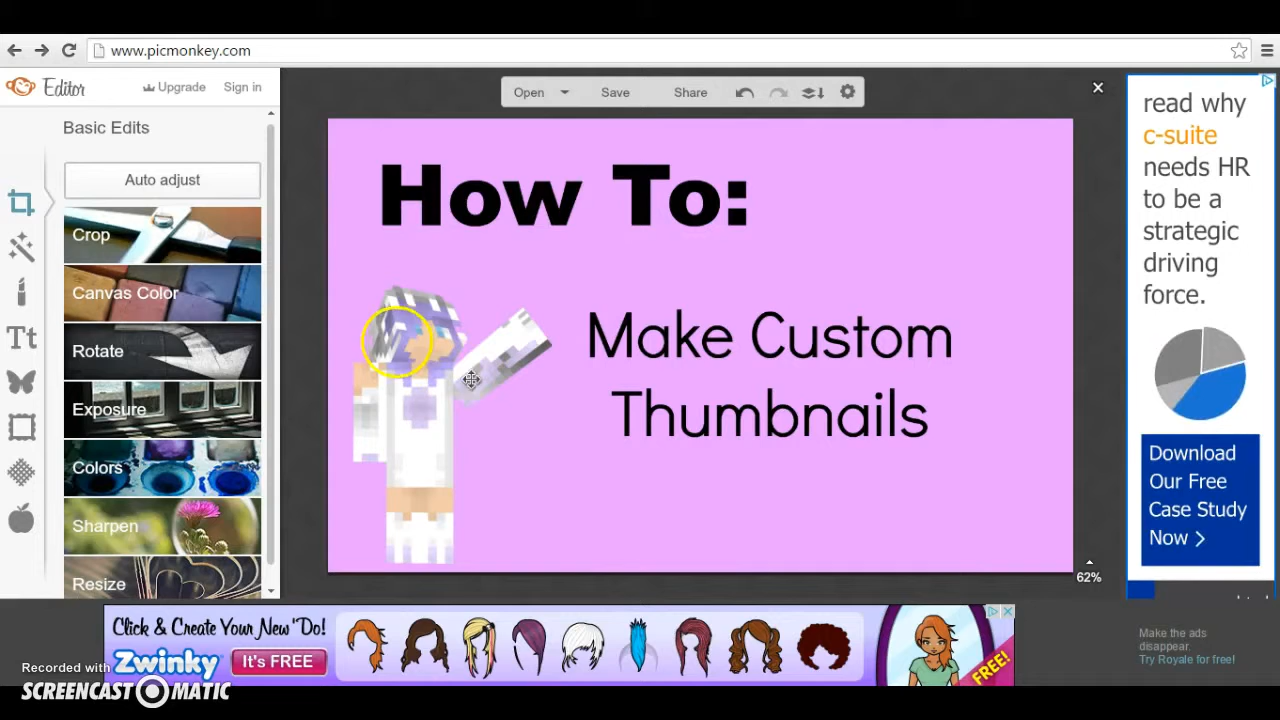 www.picmonkey.com
Editor
Upgrade
Sign in
Basic Edits
Auto adjust
Crop
Canvas Color
Rotate
Exposure
Colors
Sharpen
Resize
Open
Save
Share
How To:
Make Custom
Thumbnails
62%
read why
c-suite
needs HR
to be a
strategic
driving
force.
Download
Our Free
Case Study
Now >
Click & Create Your New 'Do!
Zwinky
It's FREE
FREE!
Make the ads
disappear.
Try Royale for free!
Recorded with
SCREENCAST-O-MATIC